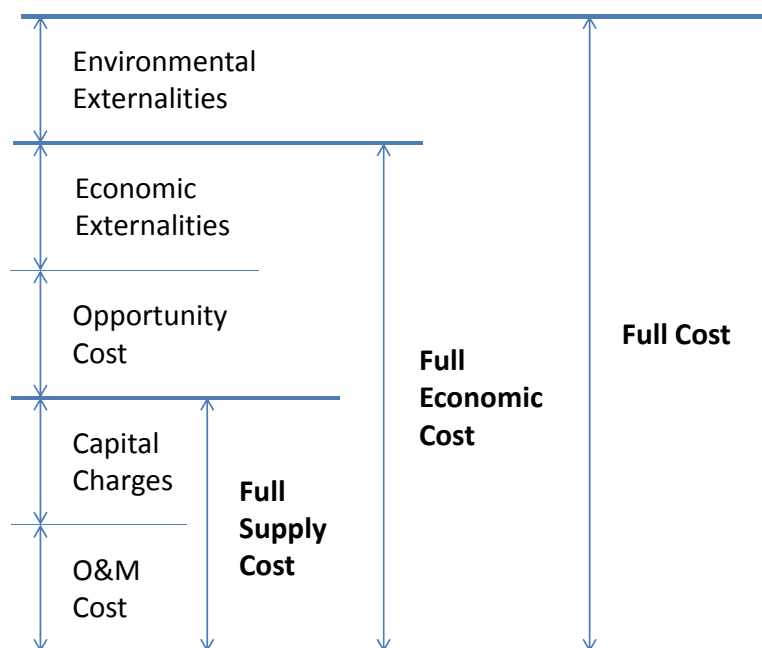 Environmental
Externalities
Economic
Externalities
Opportunity
Cost
Capital
Charges
O&M
Cost
Full
Supply
Cost
Full
Economic
Cost
Full Cost